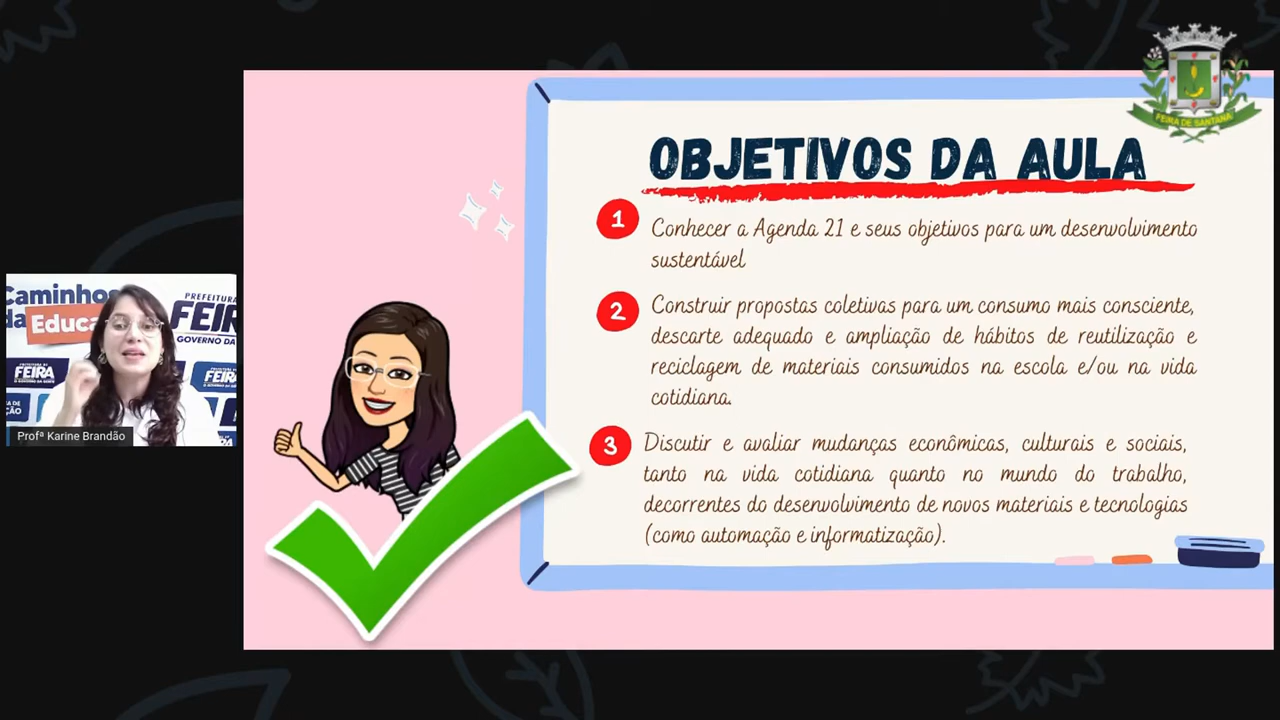 OBJETIVOS DA AULA
1
Conhecer a Agenda 21 e seus objetivos para um desenvolvimento
sustentável
2
Construir propostas coletivas para um consumo mais consciente,
descarte adequado e ampliação de hábitos de reutilização e
reciclagem de materiais consumidos na escola e/ou na vida
cotidiana.
3
Discutir e avaliar mudanças econômicas, culturais e sociais,
tanto na vida cotidiana quanto no mundo do trabalho,
decorrentes do desenvolvimento de novos materiais e tecnologias
(como automação e informatização).
FEIRA DE SANTANA
Caminhos
da Educa
PREFEITURA
FEIR
GOVERNO DA
FEIRA
FEIR
Profª Karine Brandão